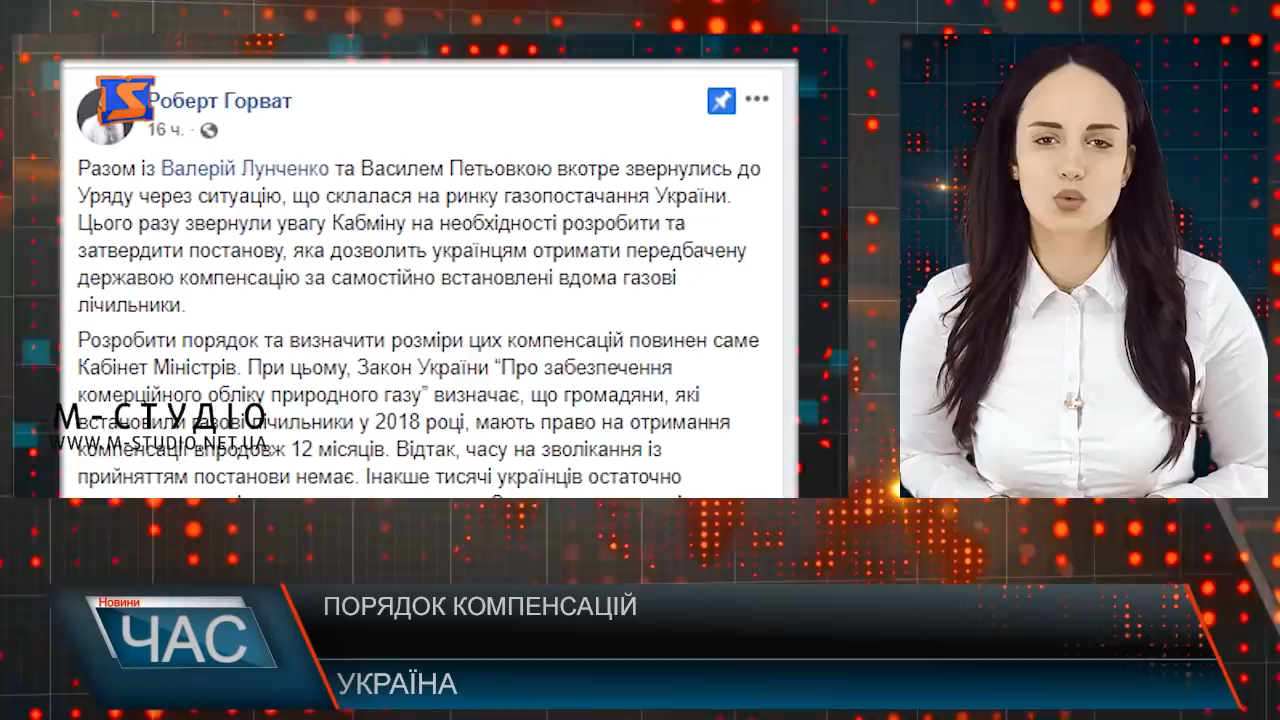 Роберт Горват
16 ч. ·
Разом із Валерій Лунченко та Василем Петьовкою вкотре звернулись до
Уряду через ситуацію, що склалася на ринку газопостачання України.
Цього разу звернули увагу Кабміну на необхідності розробити та
затвердити постанову, яка дозволить українцям отримати передбачену
державою компенсацію за самостійно встановлені вдома газові
лічильники.
Розробити порядок та визначити розміри цих компенсацій повинен саме
Кабінет Міністрів. При цьому, Закон України “Про забезпечення
комерційного обліку природного газу” визначає, що громадяни, які
встановили газові лічильники у 2018 році, мають право на отримання
компенсації впродовж 12 місяців. Відтак, часу на зволікання із
прийняттям постанови немає. Інакше тисячі українців остаточно
М-СТУДІО
WWW.M-STUDIO.NET.UA
Новини
ЧАС
ПОРЯДОК КОМПЕНСАЦІЙ
УКРАЇНА